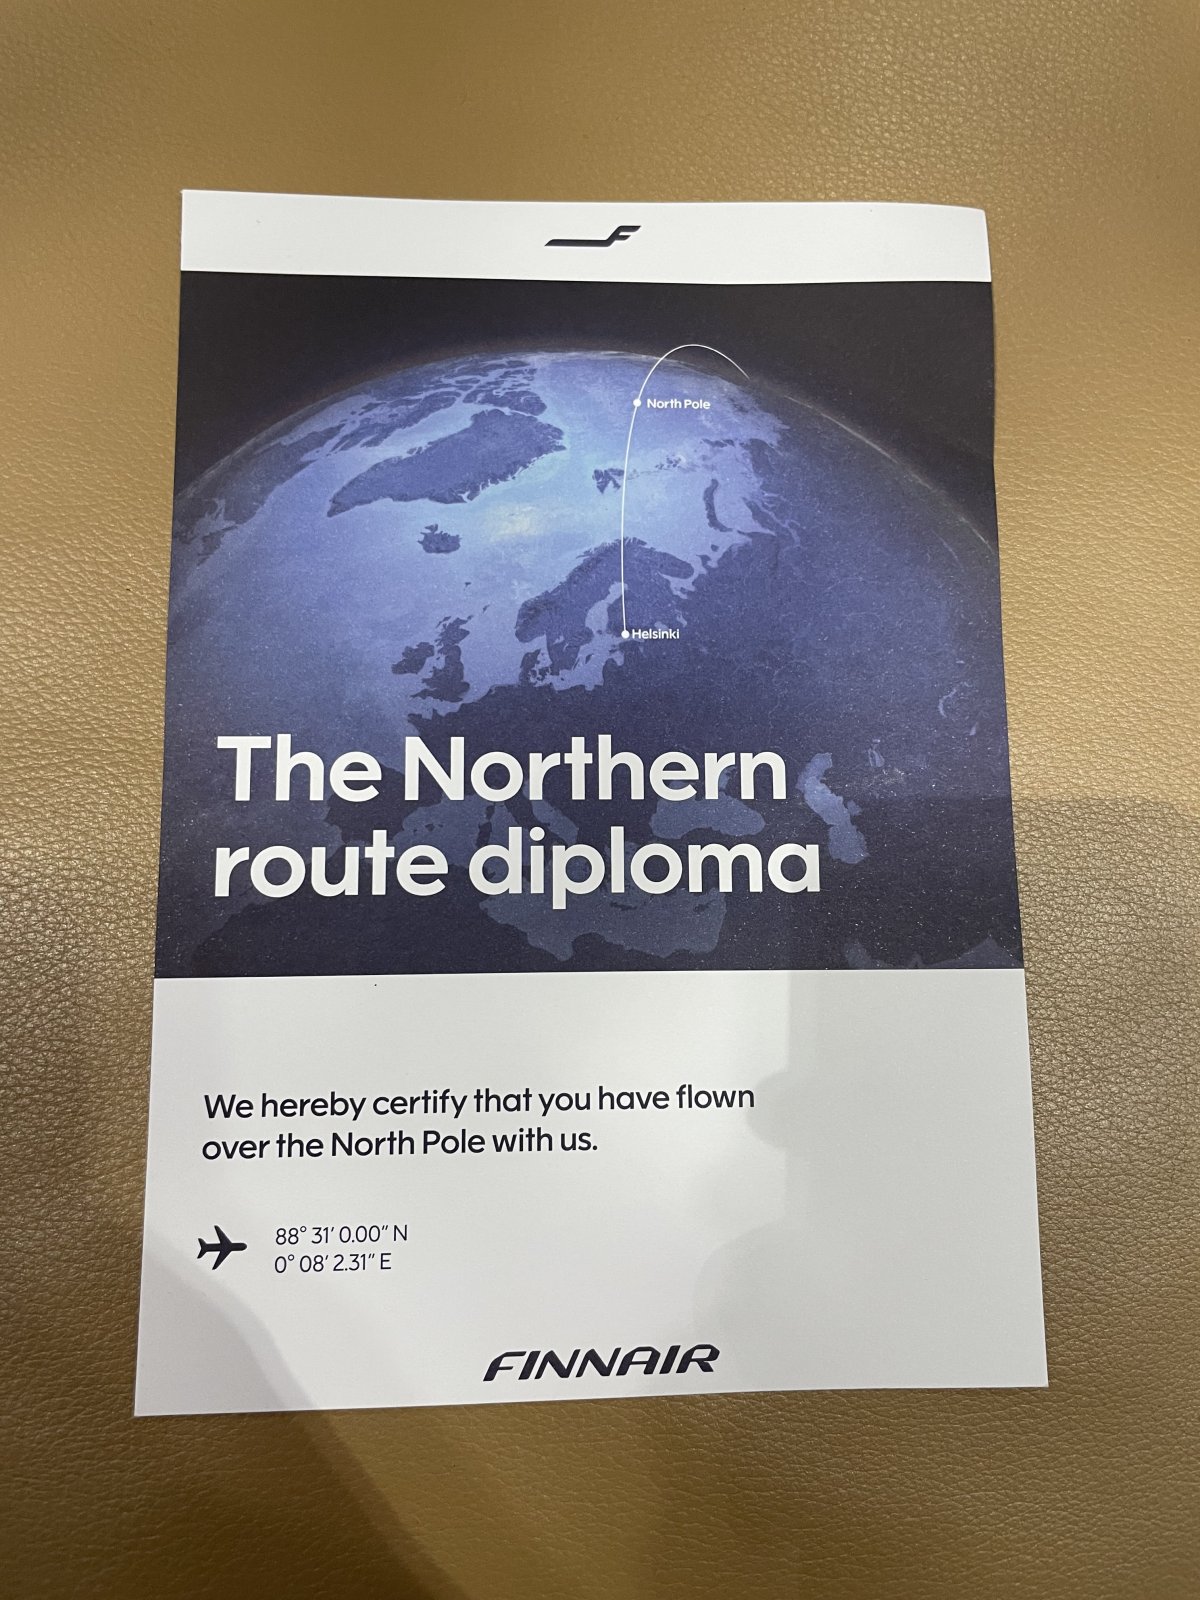 North Pole
Helsinki
The Northern
route diploma
We hereby certify that you have flown
over the North Pole with us.
88° 31′ 0.00″ N
0° 08′ 2.31″ E
FINNAIR